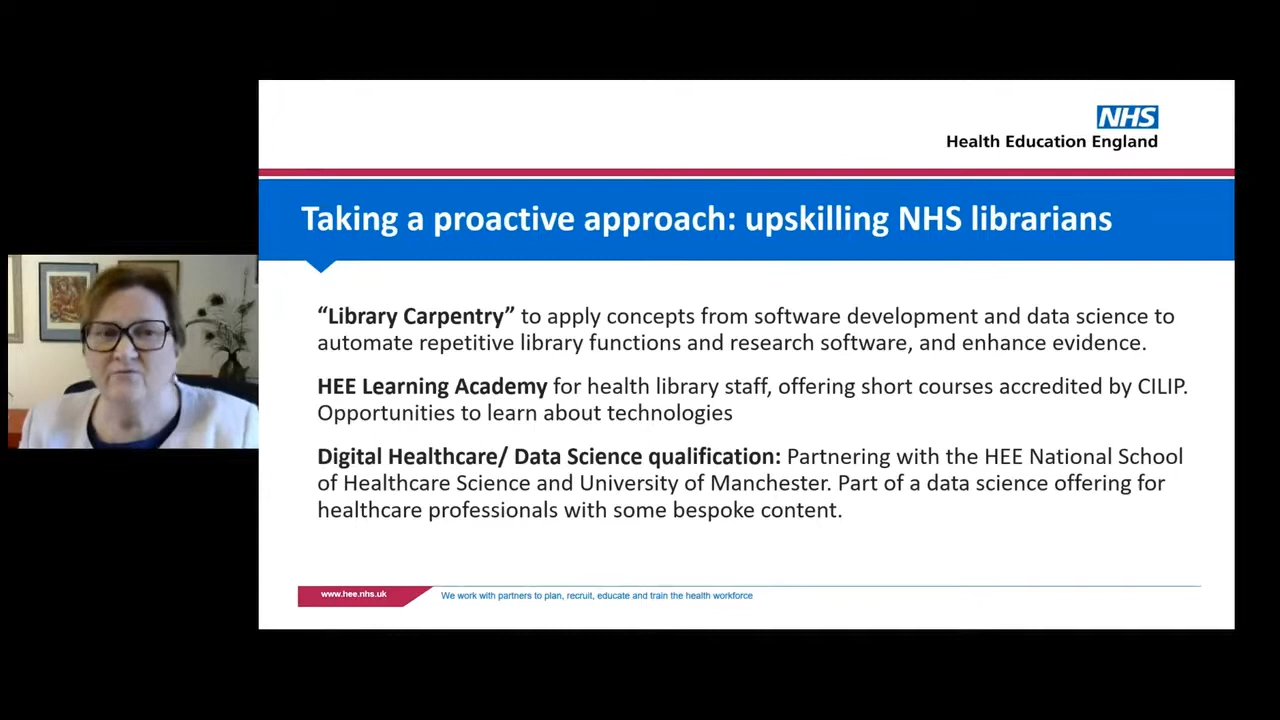 NHS
Health Education England
Taking a proactive approach: upskilling NHS librarians
“Library Carpentry” to apply concepts from software development and data science to
automate repetitive library functions and research software, and enhance evidence.
HEE Learning Academy for health library staff, offering short courses accredited by CILIP.
Opportunities to learn about technologies
Digital Healthcare/ Data Science qualification: Partnering with the HEE National School
of Healthcare Science and University of Manchester. Part of a data science offering for
healthcare professionals with some bespoke content.
www.hee.nhs.uk
We work with partners to plan, recruit, educate and train the health workforce